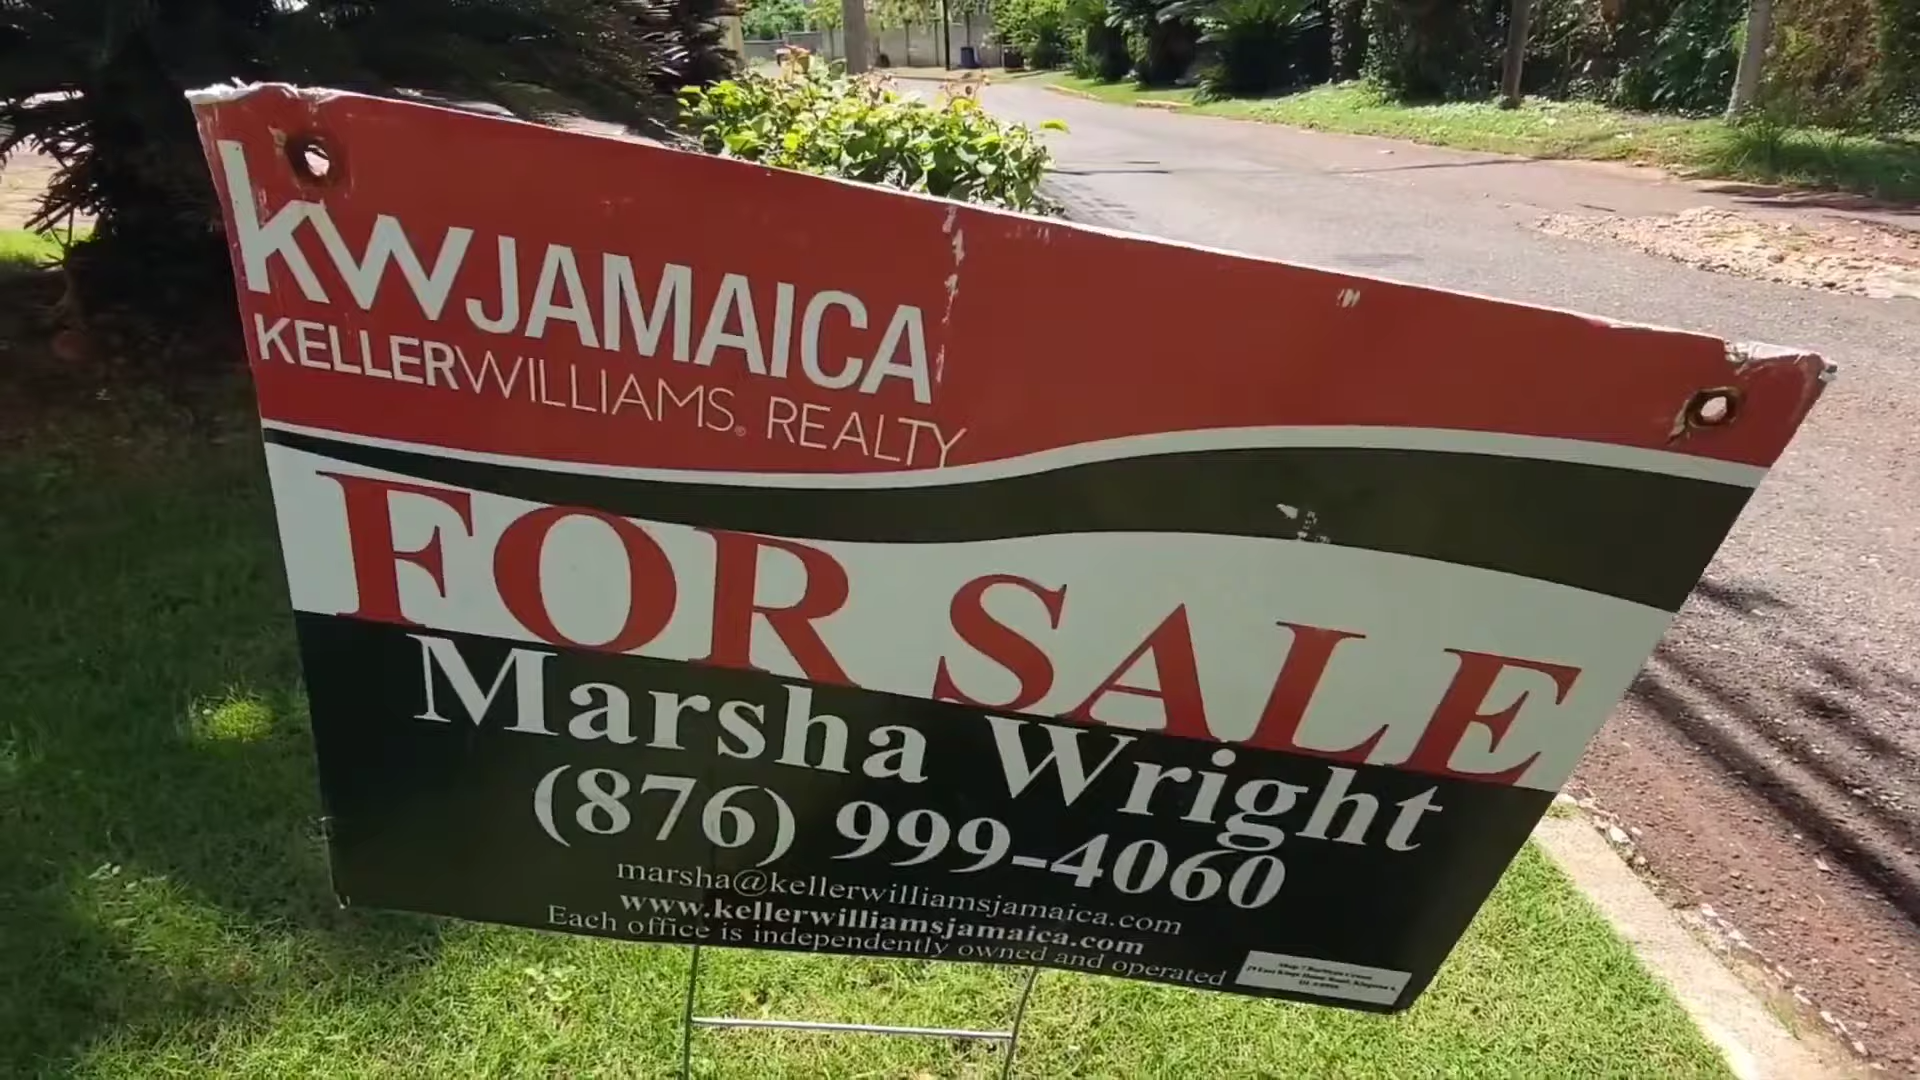 kw JAMAICA
KELLERWILLIAMS. REALTY
FOR SALE
Marsha Wright
(876) 999-4060
marsha@kellerwilliamsjamaica.com
www.kellerwilliamsjamaica.com
Each office is independently owned and operated